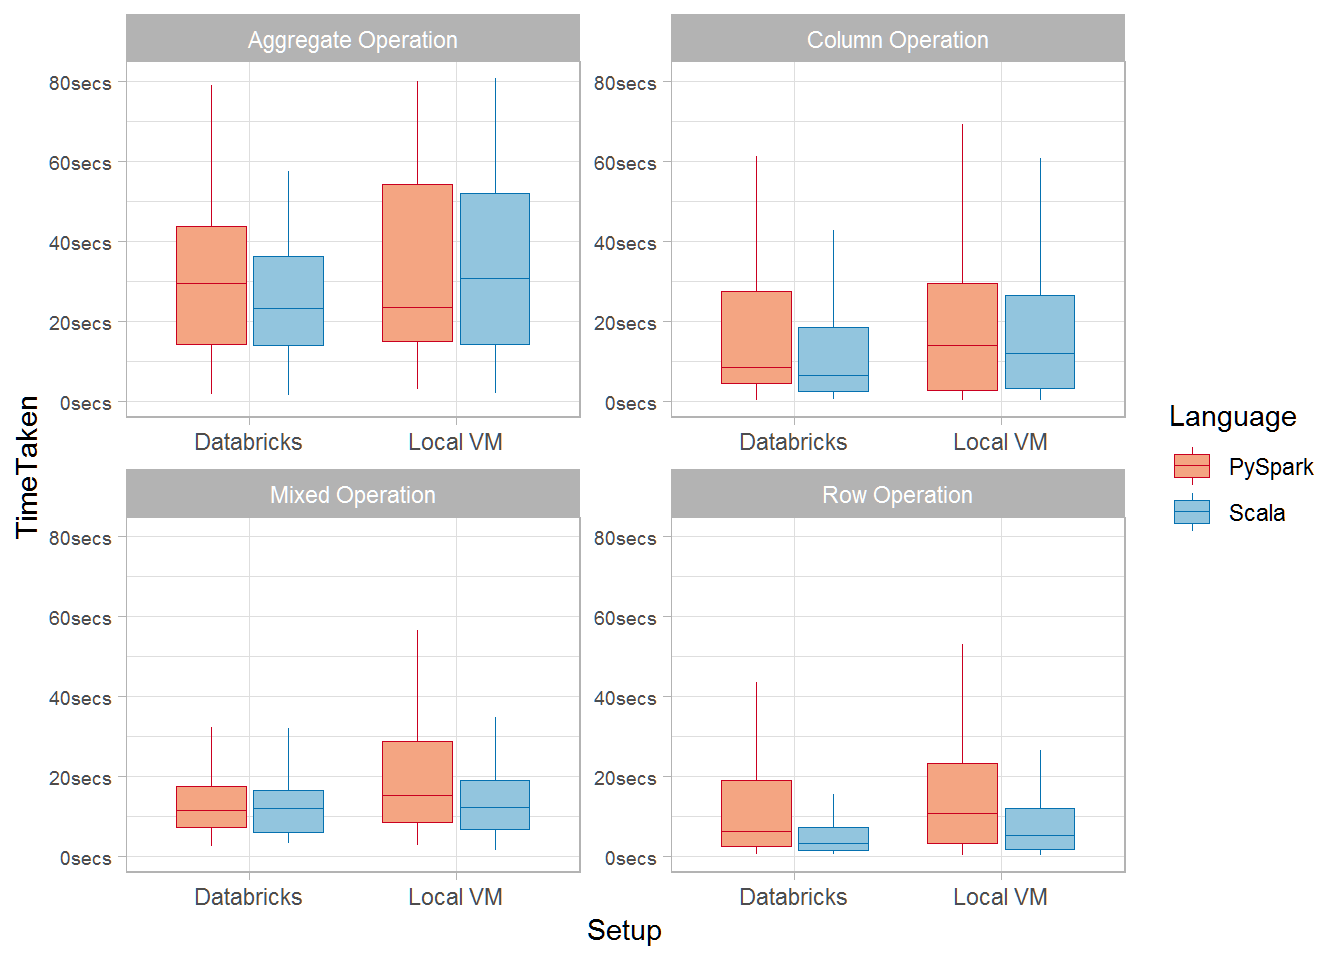 Aggregate Operation
Column Operation
80secs
60secs
40secs
20secs
0secs
80secs
60secs
40secs
20secs
0secs
Databricks
Local VM
Databricks
Local VM
Mixed Operation
Row Operation
80secs
60secs
40secs
20secs
0secs
80secs
60secs
40secs
20secs
0secs
Databricks
Local VM
Databricks
Local VM
TimeTaken
Setup
Language
PySpark
Scala